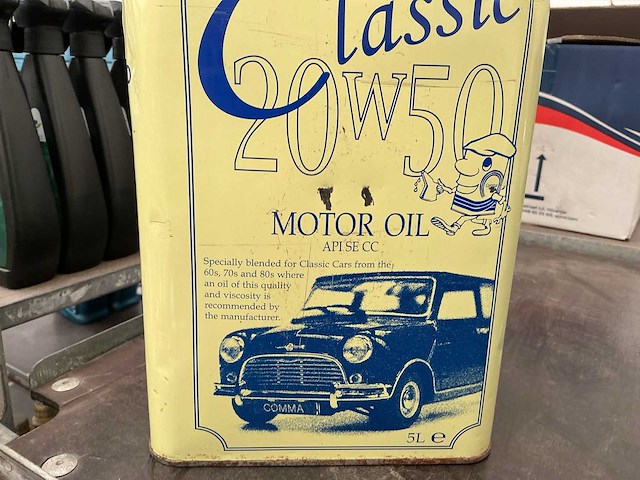 Classic
20W50
MOTOR OIL
API SE CC
Specially blended for Classic Cars from the
60s, 70s and 80s where
an oil of this quality
and viscosity is
recommended by
the manufacturer.
COMMA
5L e